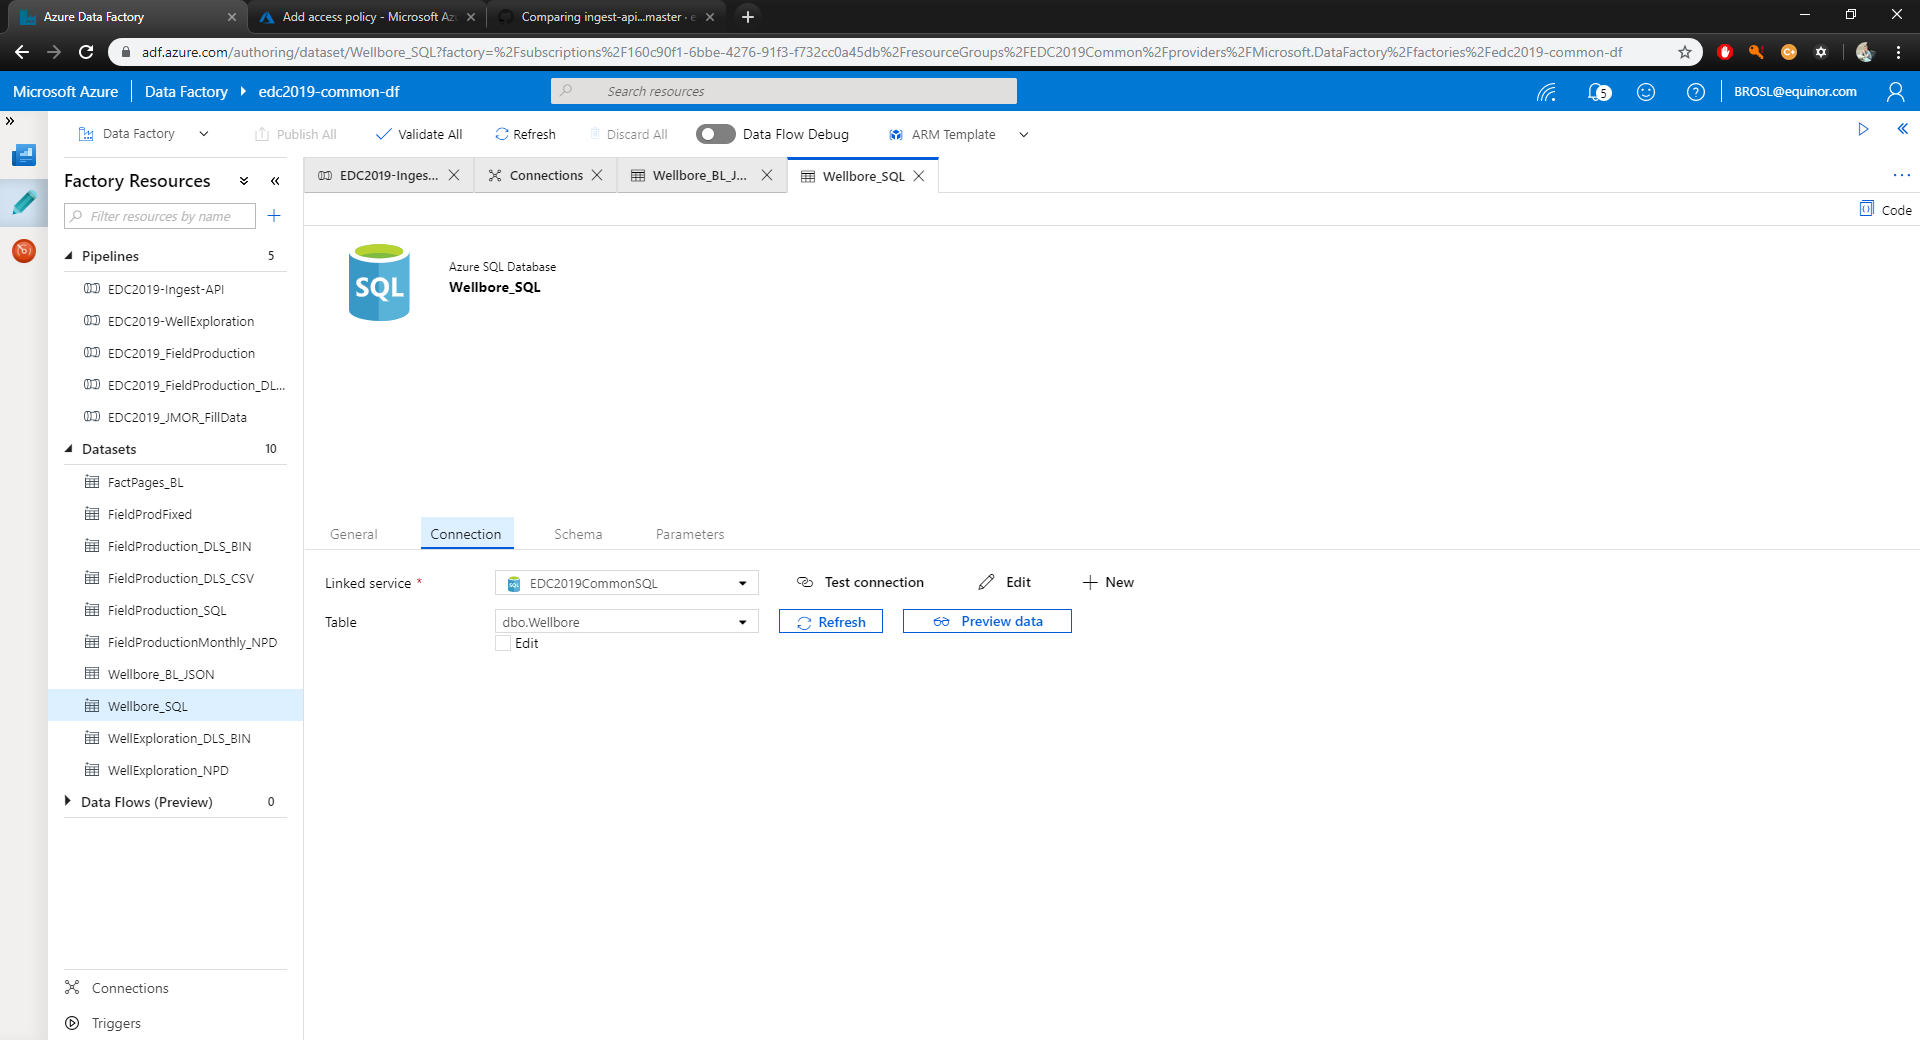 Azure Data Factory
Add access policy - Microsoft Az
Comparing ingest-api...master · e
adf.azure.com/authoring/dataset/Wellbore_SQL?factory=%2Fsubscriptions%2F160c90f1-6bbe-4276-91f3-f732cc0a45db%2FresourceGroups%2FEDC2019Common%2Fproviders%2FMicrosoft.DataFactory%2Ffactories%2Fedc2019-common-df
Microsoft Azure
Data Factory
edc2019-common-df
Search resources
5
BROSL@equinor.com
Data Factory
Publish All
Validate All
Refresh
Discard All
Data Flow Debug
ARM Template
Factory Resources
EDC2019-Inges...
Connections
Wellbore_BL_J...
Wellbore_SQL
Filter resources by name
Code
Pipelines 5
EDC2019-Ingest-API
EDC2019-WellExploration
EDC2019_FieldProduction
EDC2019_FieldProduction_DL...
EDC2019_JMOR_FillData
Datasets 10
FactPages_BL
FieldProdFixed
FieldProduction_DLS_BIN
FieldProduction_DLS_CSV
FieldProduction_SQL
FieldProductionMonthly_NPD
Wellbore_BL_JSON
Wellbore_SQL
WellExploration_DLS_BIN
WellExploration_NPD
Data Flows (Preview) 0
Connections
Triggers
SQL
Azure SQL Database
Wellbore_SQL
General
Connection
Schema
Parameters
Linked service *
EDC2019CommonSQL
Test connection
Edit
New
Table
dbo.Wellbore
Refresh
Preview data
Edit